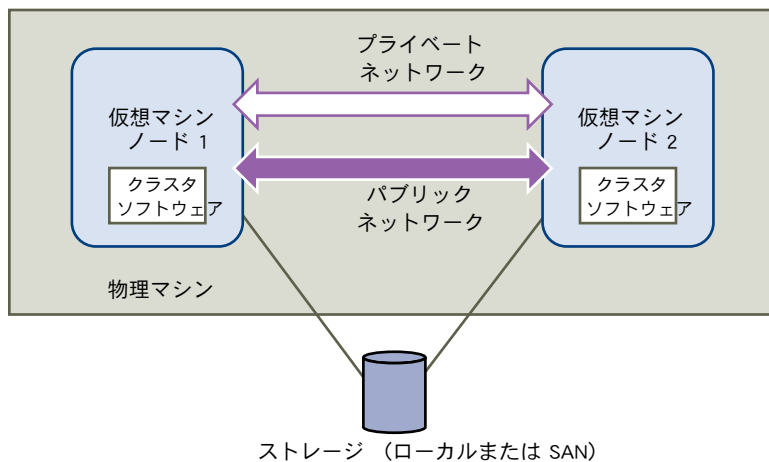 プライベート
ネットワーク
仮想マシン
ノード 1
仮想マシン
ノード 2
クラスタ
ソフトウェア
クラスタ
ソフトウェア
パブリック
ネットワーク
物理マシン
ストレージ （ローカルまたは SAN）